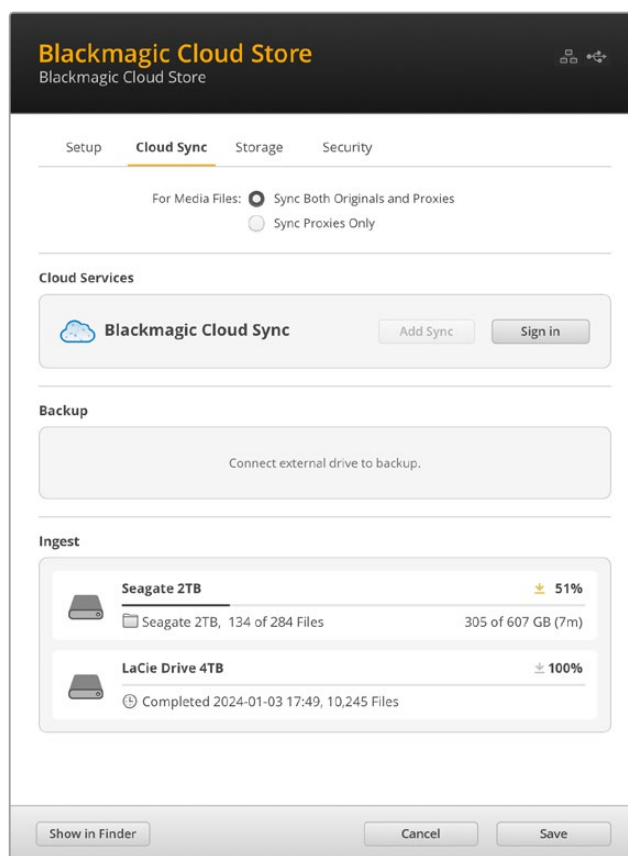 Blackmagic Cloud Store
Blackmagic Cloud Store
Setup Cloud Sync Storage Security
For Media Files: Sync Both Originals and Proxies
Sync Proxies Only
Cloud Services
Blackmagic Cloud Sync Add Sync Sign in
Backup
Connect external drive to backup.
Ingest
Seagate 2TB 51%
Seagate 2TB, 134 of 284 Files 305 of 607 GB (7m)
LaCie Drive 4TB 100%
Completed 2024-01-03 17:49, 10,245 Files
Show in Finder Cancel Save